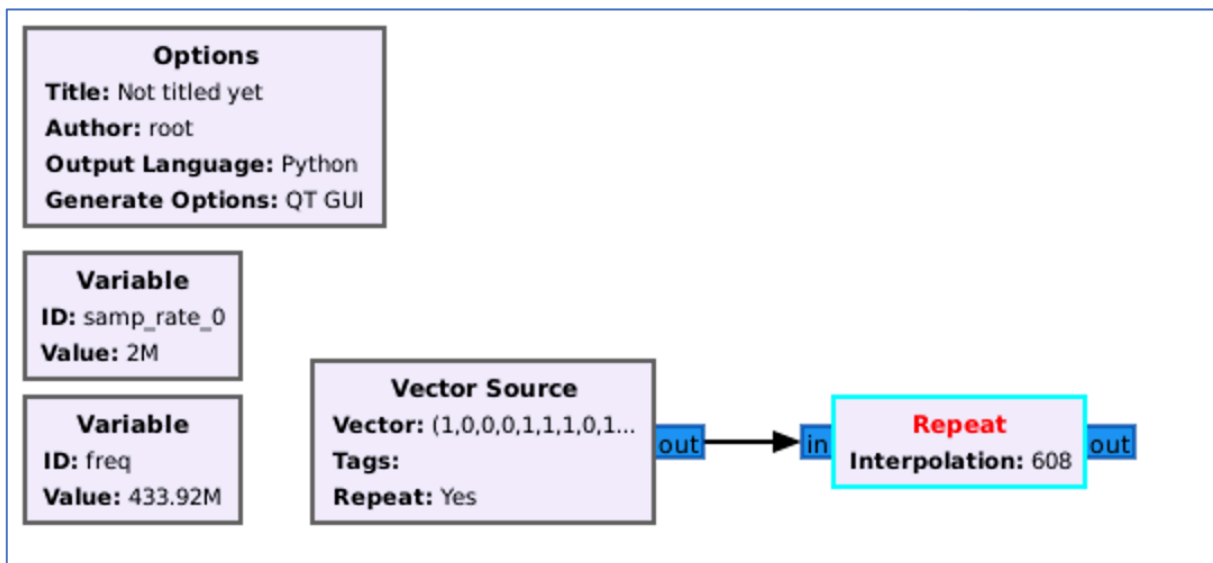 Options
Title: Not titled yet
Author: root
Output Language: Python
Generate Options: QT GUI
Variable
ID: samp_rate_0
Value: 2M
Variable
ID: freq
Value: 433.92M
Vector Source
Vector: (1,0,0,0,1,1,1,0,1...
Tags:
Repeat: Yes
out
in
Repeat
Interpolation: 608
out